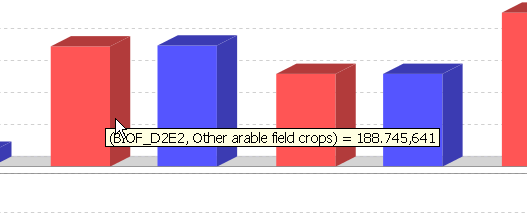 (BIOF_D2E2, Other arable field crops) = 188.745,641